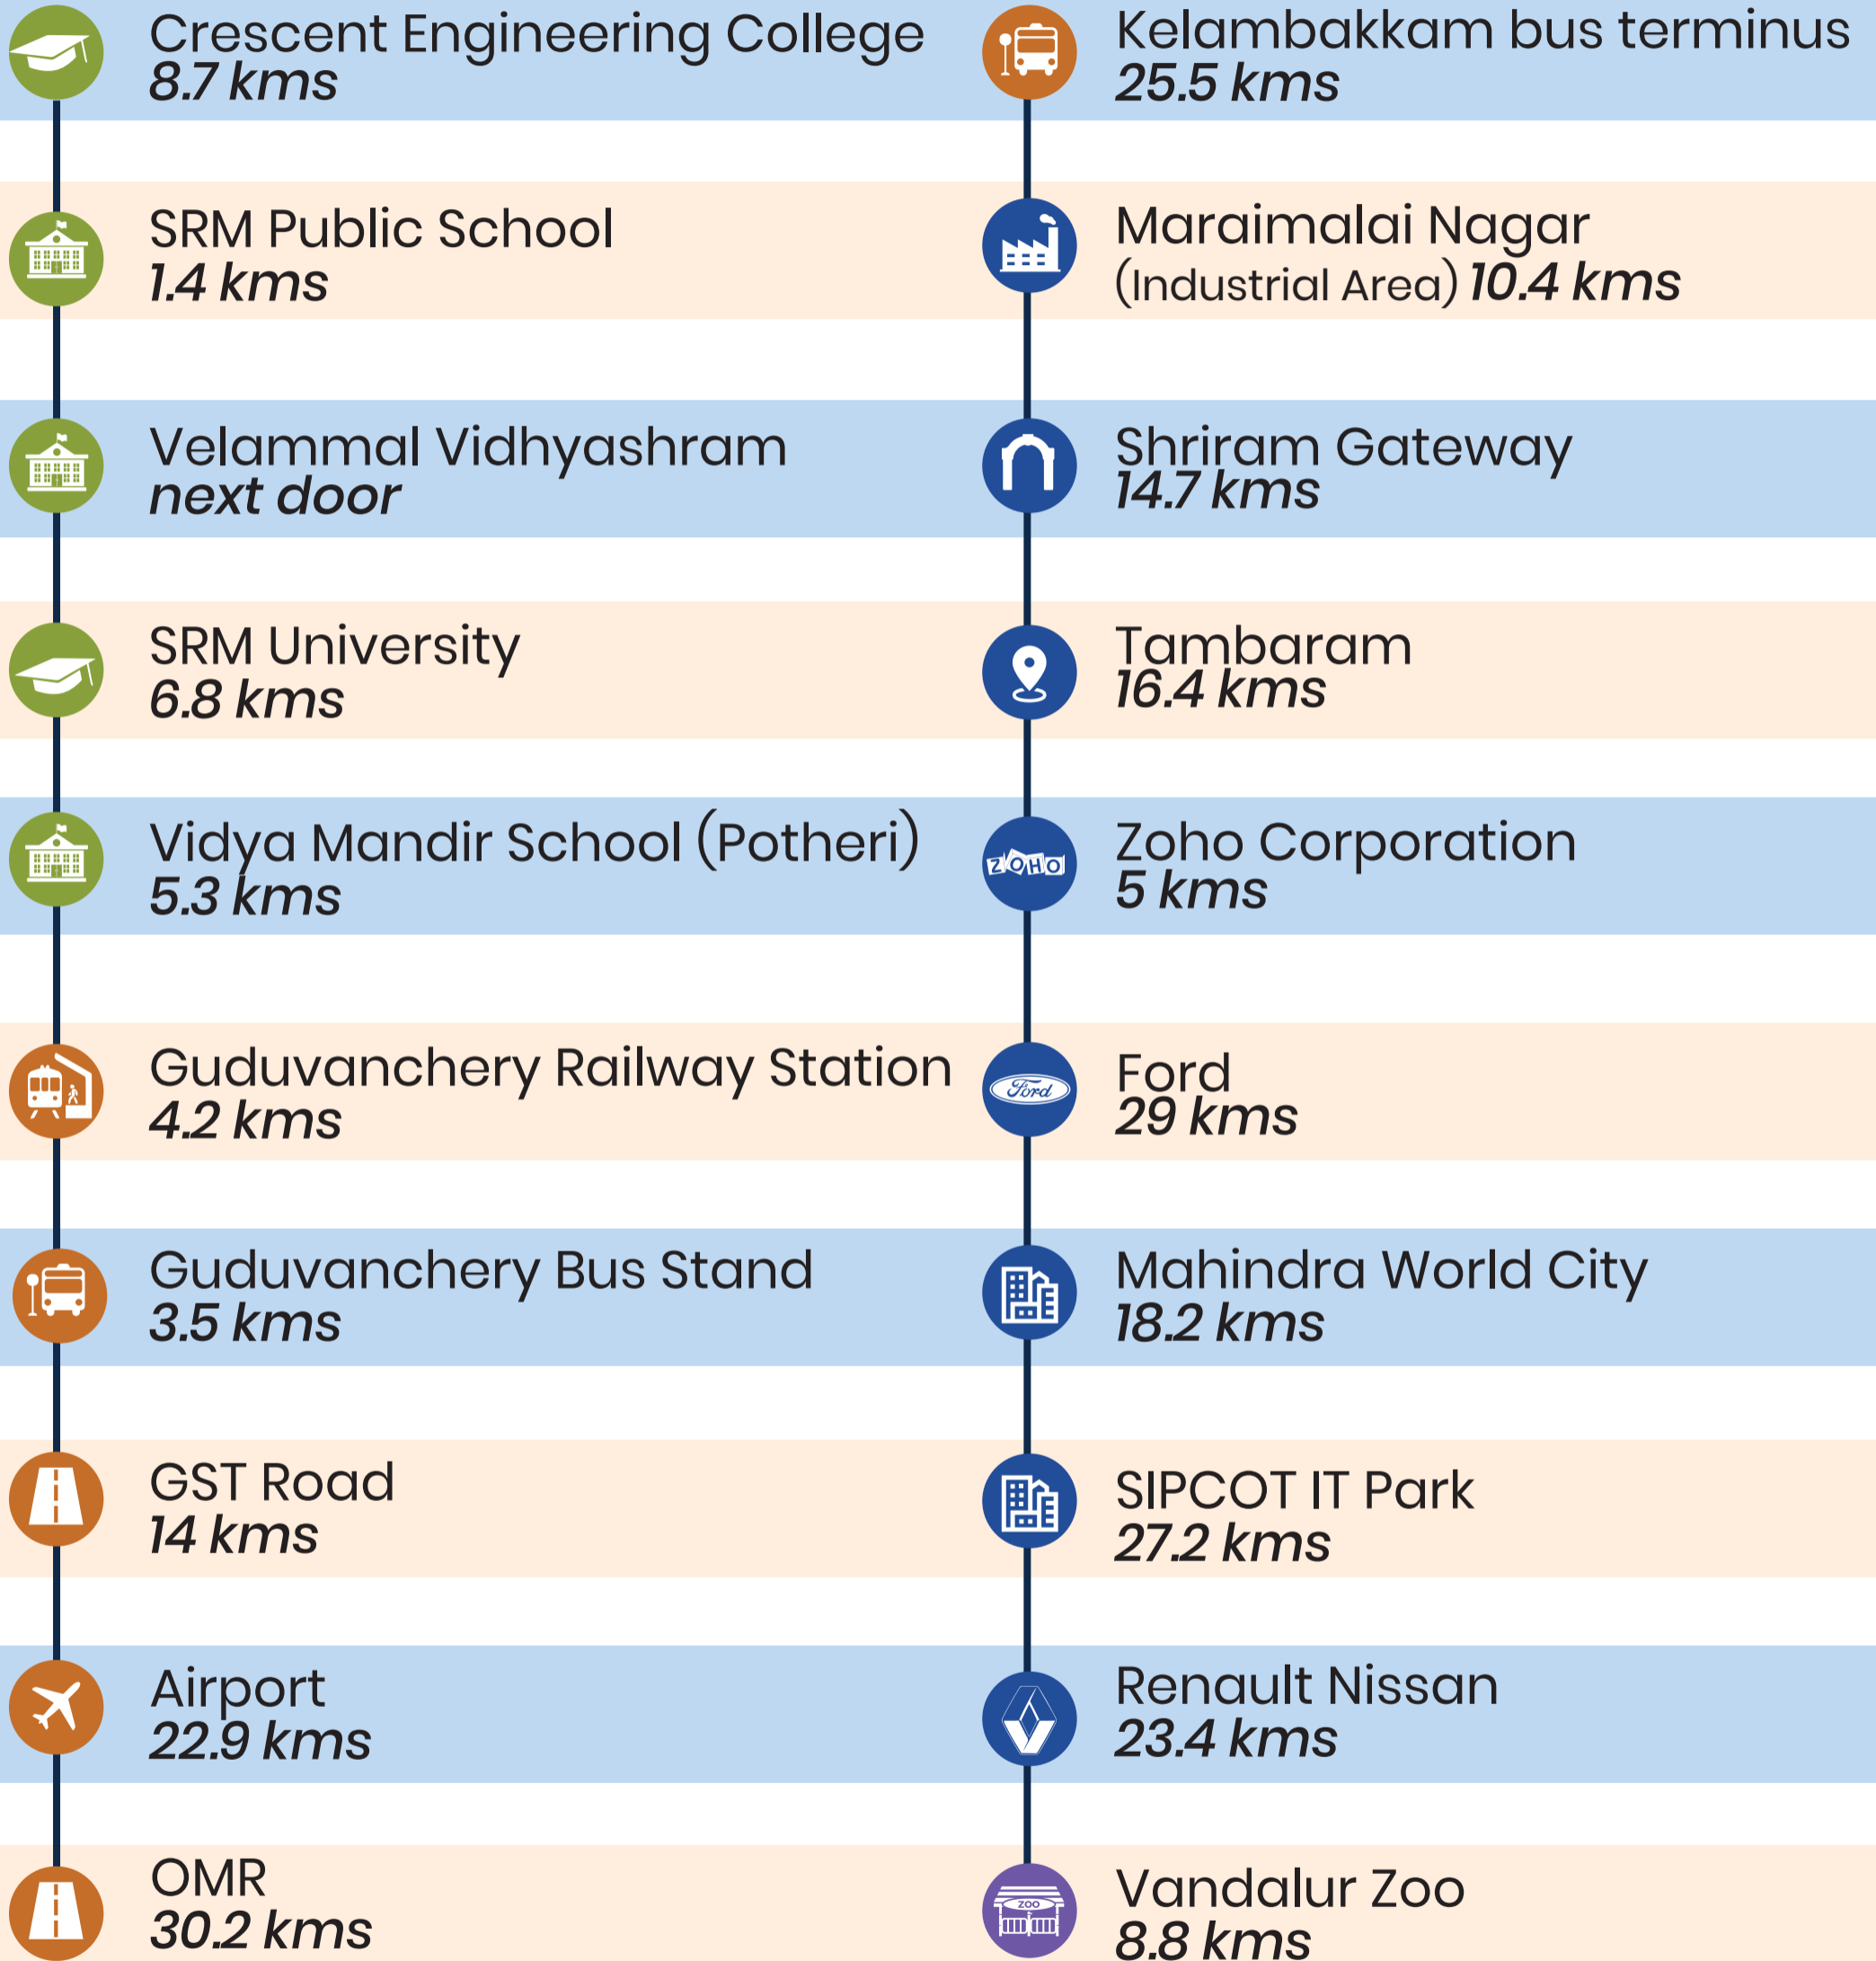 Crescent Engineering College
8.7 kms
SRM Public School
1.4 kms
Velammal Vidhyashram
next door
SRM University
6.8 kms
Vidya Mandir School (Potheri)
5.3 kms
Guduvanchery Railway Station
4.2 kms
Guduvanchery Bus Stand
3.5 kms
GST Road
14 kms
Airport
22.9 kms
OMR
30.2 kms
Kelambakkam bus terminus
25.5 kms
Maraimalai Nagar
(Industrial Area) 10.4 kms
Shriram Gateway
14.7 kms
Tambaram
16.4 kms
ZOHO
Zoho Corporation
5 kms
Ford
Ford
29 kms
Mahindra World City
18.2 kms
SIPCOT IT Park
27.2 kms
Renault Nissan
23.4 kms
ZOO
Vandalur Zoo
8.8 kms